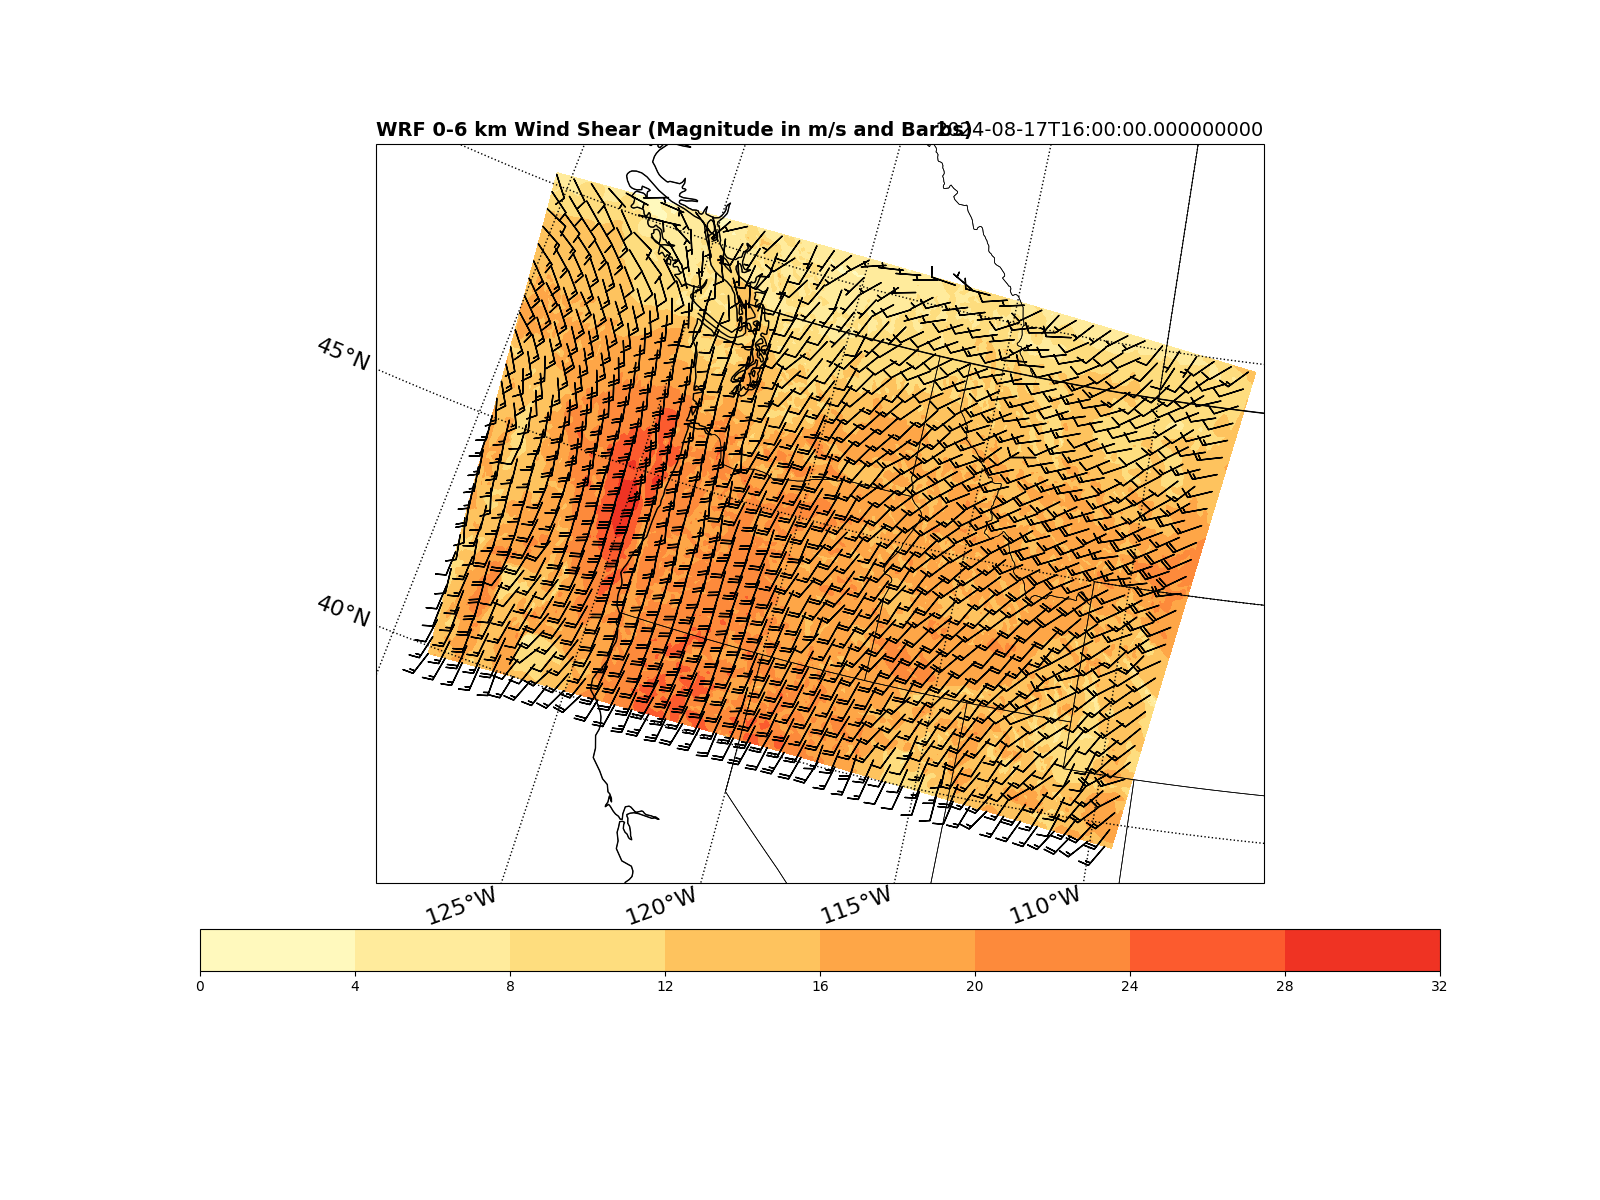 WRF 0-6 km Wind Shear (Magnitude in m/s and Barbs) 2024-08-17T16:00:00.000000000
45°N
40°N
125°W 120°W 115°W 110°W
0 4 8 12 16 20 24 28 32